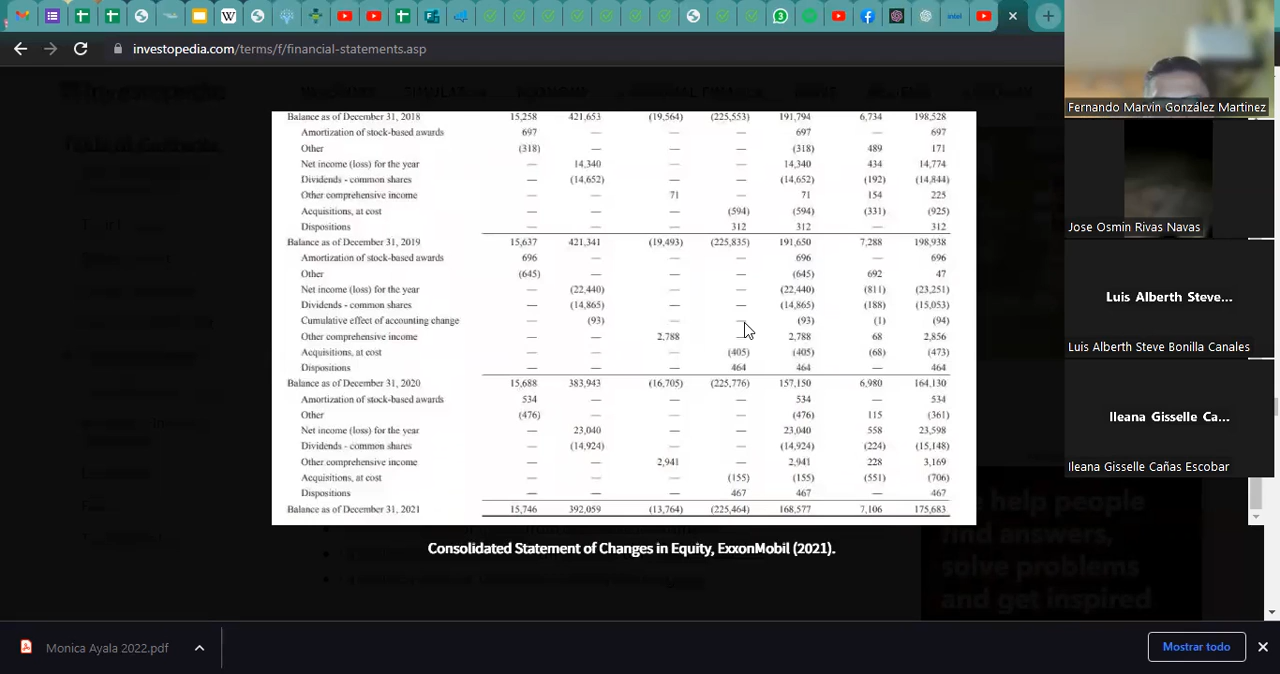 investopedia.com/terms/f/financial-statements.asp
Balance as of December 31, 2018 15,258 421,653 (19,564) (225,553) 191,794 6,734 198,528
Amortization of stock-based awards 697 — — — 697 — 697
Other (318) — — — (318) 489 171
Net income (loss) for the year — 14,340 — — 14,340 434 14,774
Dividends - common shares — (14,652) — — (14,652) (192) (14,844)
Other comprehensive income — — 71 — 71 154 225
Acquisitions, at cost — — — (594) (594) (331) (925)
Dispositions — — — 312 312 — 312
Balance as of December 31, 2019 15,637 421,341 (19,493) (225,835) 191,650 7,288 198,938
Amortization of stock-based awards 696 — — — 696 — 696
Other (645) — — — (645) 692 47
Net income (loss) for the year — (22,440) — — (22,440) (811) (23,251)
Dividends - common shares — (14,865) — — (14,865) (188) (15,053)
Cumulative effect of accounting change — (93) — — (93) (1) (94)
Other comprehensive income — — 2,788 — 2,788 68 2,856
Acquisitions, at cost — — — (405) (405) (68) (473)
Dispositions — — — 464 464 — 464
Balance as of December 31, 2020 15,688 383,943 (16,705) (225,776) 157,150 6,980 164,130
Amortization of stock-based awards 534 — — — 534 — 534
Other (476) — — — (476) 115 (361)
Net income (loss) for the year — 23,040 — — 23,040 558 23,598
Dividends - common shares — (14,924) — — (14,924) (224) (15,148)
Other comprehensive income — — 2,941 — 2,941 228 3,169
Acquisitions, at cost — — — (155) (155) (551) (706)
Dispositions — — — 467 467 — 467
Balance as of December 31, 2021 15,746 392,059 (13,764) (225,464) 168,577 7,106 175,683
Consolidated Statement of Changes in Equity, ExxonMobil (2021).
help people
find answers,
solve problems
and get inspired
Fernando Marvin González Martinez
Jose Osmin Rivas Navas
Luis Alberth Steve...
Luis Alberth Steve Bonilla Canales
Ileana Gisselle Ca...
Ileana Gisselle Cañas Escobar
Monica Ayala 2022.pdf
Mostrar todo